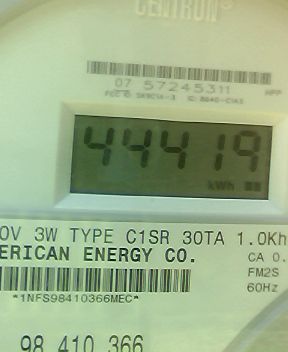 CENTRON®
07 57245311
44419
kWh
0V 3W TYPE C1SR 30TA 1.0Kh
ERICAN ENERGY CO.
CA 0.
FM2S
60Hz
*1NFS98410366MEC*
98 410 366